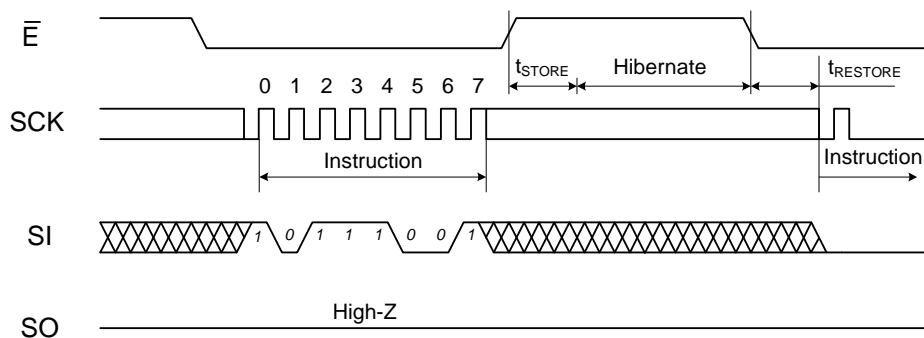 E̅
t_STORE Hibernate t_RESTORE
0 1 2 3 4 5 6 7
SCK
Instruction Instruction
SI 1 0 1 1 1 0 0 1
High-Z
SO